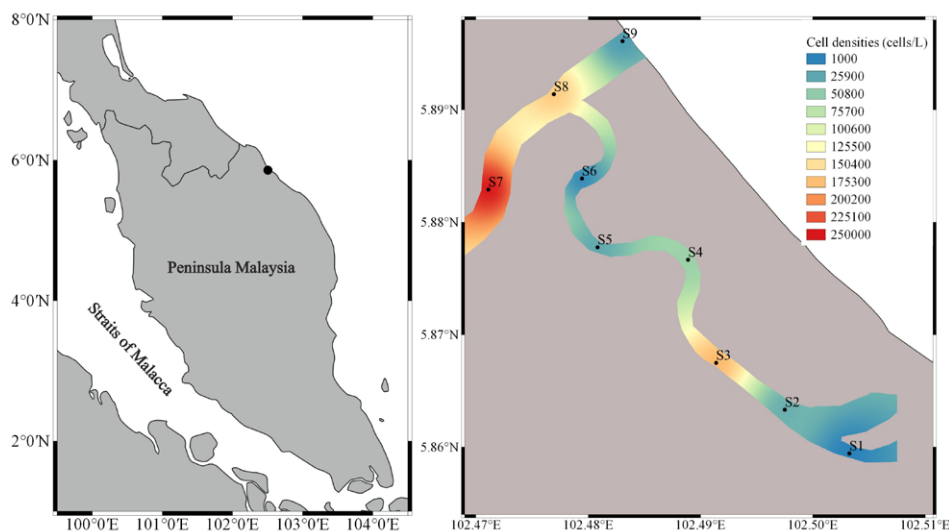 8°0'N
6°0'N
4°0'N
2°0'N
100°0'E
101°0'E
102°0'E
103°0'E
104°0'E
Peninsula Malaysia
Straits of Malacca
5.89°N
5.88°N
5.87°N
5.86°N
102.47°E
102.48°E
102.49°E
102.50°E
102.51°E
S9
S8
S7
S6
S5
S4
S3
S2
S1
Cell densities (cells/L)
1000
25900
50800
75700
100600
125500
150400
175300
200200
225100
250000